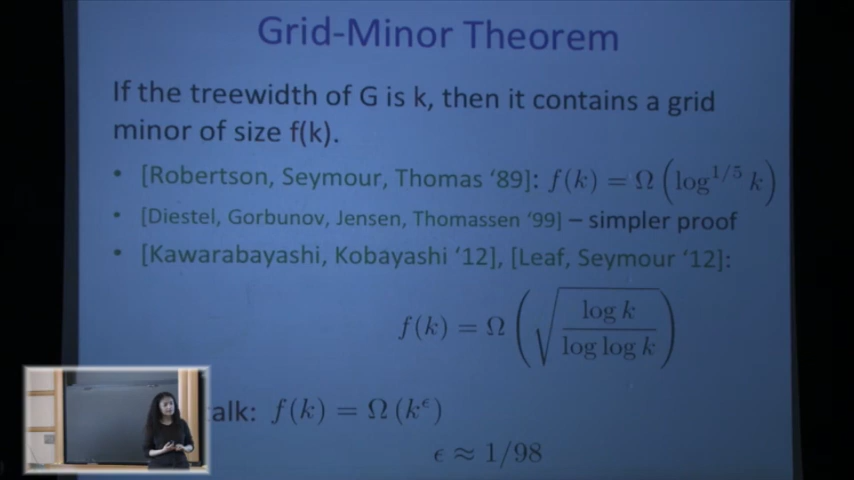 Grid-Minor Theorem
If the treewidth of G is k, then it contains a grid
minor of size f(k).
• [Robertson, Seymour, Thomas '89]: f(k) = Ω(log^{1/5} k)
• [Diestel, Gorbunov, Jensen, Thomassen '99] – simpler proof
• [Kawarabayashi, Kobayashi '12], [Leaf, Seymour '12]:
f(k) = Ω(√(log k / log log k))
f(k) = Ω(k^ϵ)
ϵ ≈ 1/98